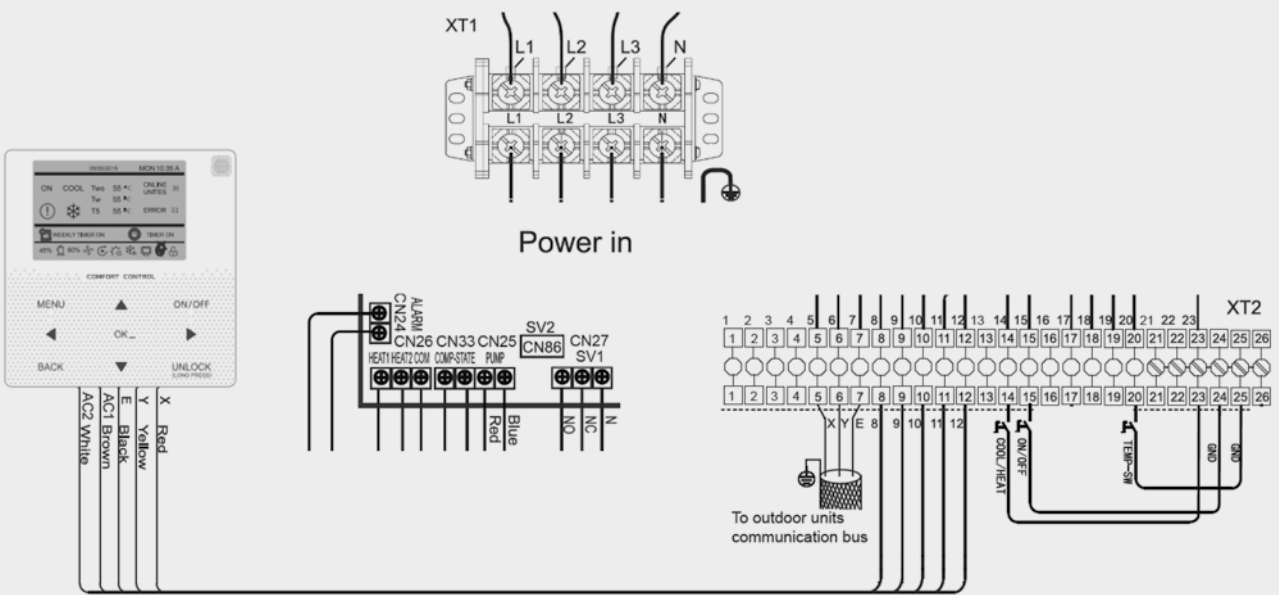 XT1
L1 L2 L3 N
L1 L2 L3 N
Power in
MON 10:35 A
ON COOL Tws 55 °C ONLINE UNITIES
Tw 55 °C
TS 55 °C ERROR
WEEKLY TIMER ON TIMER ON
45% 60%
COMFORT CONTROL
MENU ON/OFF
OK
BACK UNLOCK
(LONG PRESS)
AC2 White
AC1 Brown
E Black
Y Yellow
X Red
CN24
ALARM
CN26 CN33 CN25
HEAT1 HEAT2 COM COMP-STATE PUMP
SV2
CN86
CN27
SV1
Red
Blue
NO
NC
N
XT2
1 2 3 4 5 6 7 8 9 10 11 12 13 14 15 16 17 18 19 20 21 22 23
1 2 3 4 5 6 7 8 9 10 11 12 13 14 15 16 17 18 19 20 21 22 23 24 25 26
1 2 3 4 5 6 7 8 9 10 11 12 13 14 15 16 17 18 19 20 21 22 23 24 25 26
5 6 7
X Y E 8 9 10 11 12
COOL/HEAT
ON/OFF
TEMP-SW
GND
GND
To outdoor units
communication bus